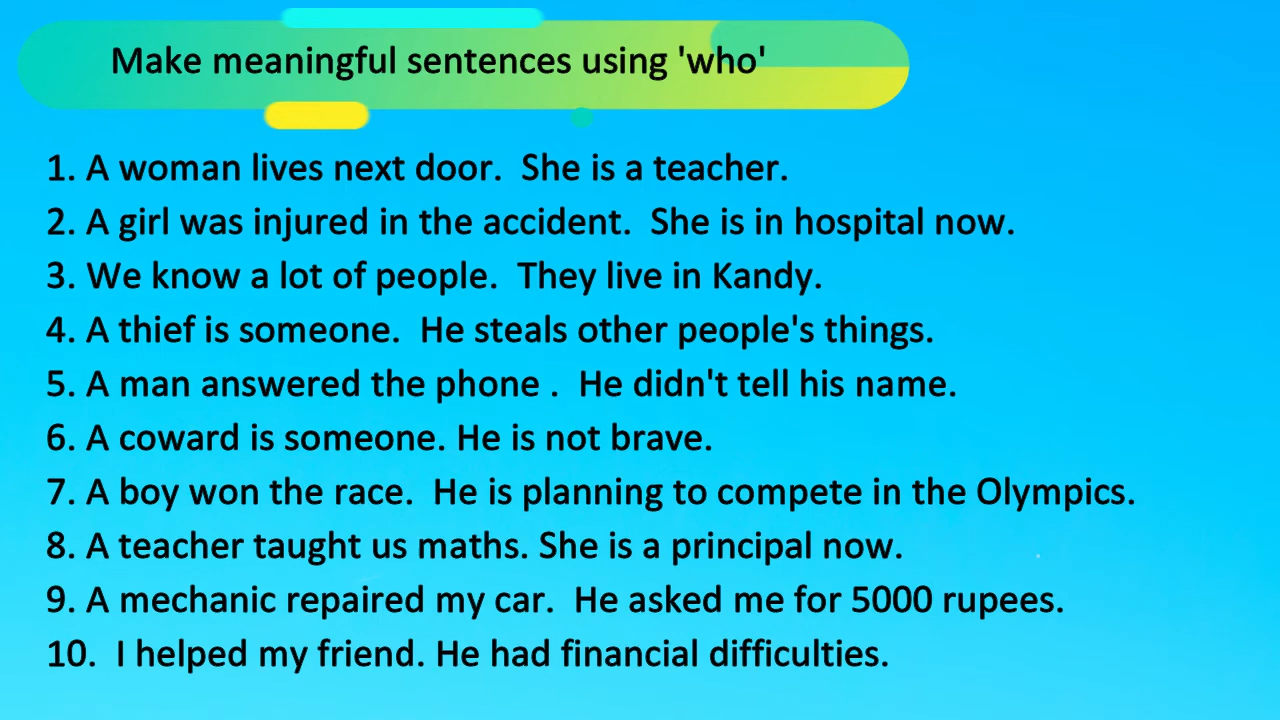 Make meaningful sentences using 'who'
1. A woman lives next door.  She is a teacher.
2. A girl was injured in the accident.  She is in hospital now.
3. We know a lot of people.  They live in Kandy.
4. A thief is someone.  He steals other people's things.
5. A man answered the phone .  He didn't tell his name.
6. A coward is someone. He is not brave.
7. A boy won the race.  He is planning to compete in the Olympics.
8. A teacher taught us maths. She is a principal now.
9. A mechanic repaired my car.  He asked me for 5000 rupees.
10.  I helped my friend. He had financial difficulties.